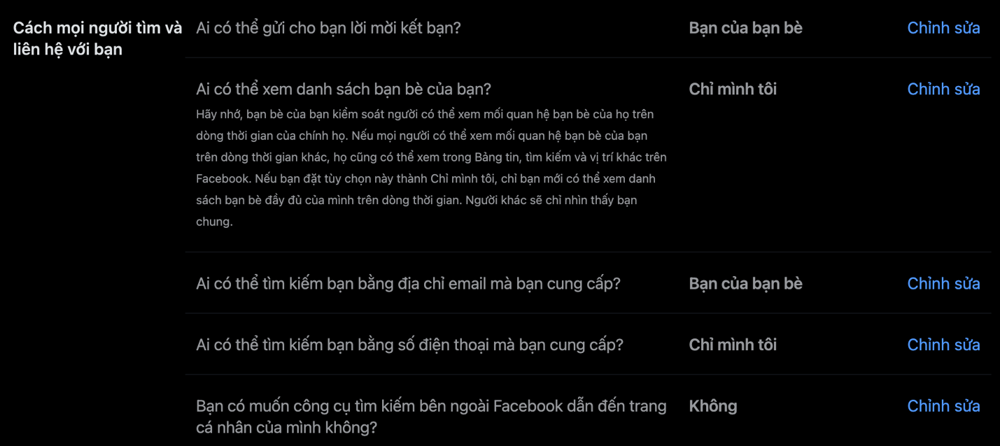 Cách mọi người tìm và
liên hệ với bạn
Ai có thể gửi cho bạn lời mời kết bạn?
Bạn của bạn bè
Chỉnh sửa
Ai có thể xem danh sách bạn bè của bạn?
Chỉ mình tôi
Chỉnh sửa
Hãy nhớ, bạn bè của bạn kiểm soát người có thể xem mối quan hệ bạn bè của họ trên
dòng thời gian của chính họ. Nếu mọi người có thể xem mối quan hệ bạn bè của bạn
trên dòng thời gian khác, họ cũng có thể xem trong Bảng tin, tìm kiếm và vị trí khác trên
Facebook. Nếu bạn đặt tùy chọn này thành Chỉ mình tôi, chỉ bạn mới có thể xem danh
sách bạn bè đầy đủ của mình trên dòng thời gian. Người khác sẽ chỉ nhìn thấy bạn
chung.
Ai có thể tìm kiếm bạn bằng địa chỉ email mà bạn cung cấp?
Bạn của bạn bè
Chỉnh sửa
Ai có thể tìm kiếm bạn bằng số điện thoại mà bạn cung cấp?
Chỉ mình tôi
Chỉnh sửa
Bạn có muốn công cụ tìm kiếm bên ngoài Facebook dẫn đến trang
cá nhân của mình không?
Không
Chỉnh sửa